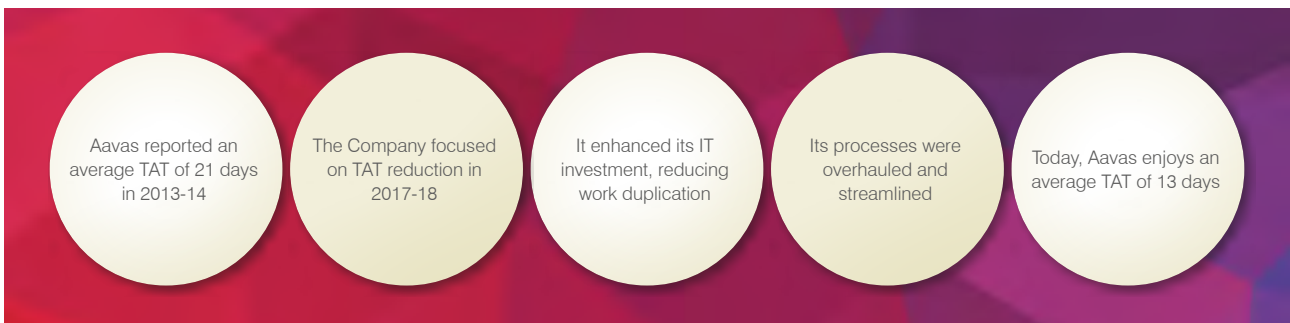 Aavas reported an
average TAT of 21 days
in 2013-14
The Company focused
on TAT reduction in
2017-18
It enhanced its IT
investment, reducing
work duplication
Its processes were
overhauled and
streamlined
Today, Aavas enjoys an
average TAT of 13 days